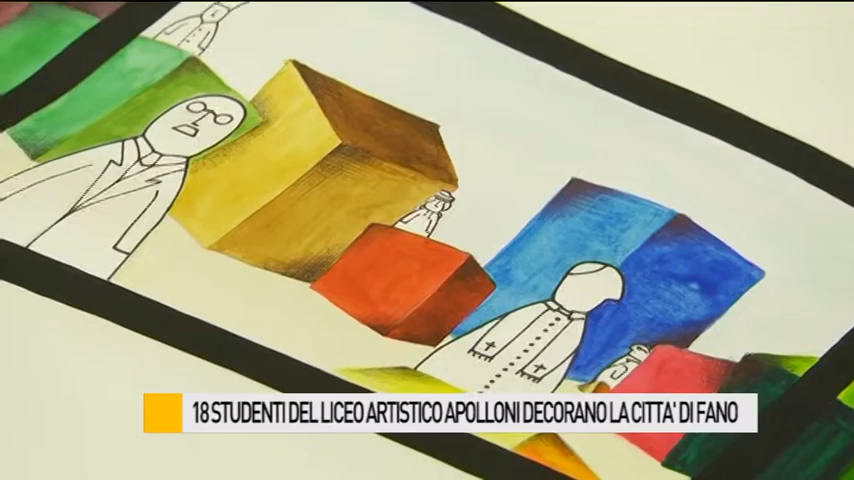 18 STUDENTI DEL LICEO ARTISTICO APOLLONI DECORANO LA CITTA' DI FANO